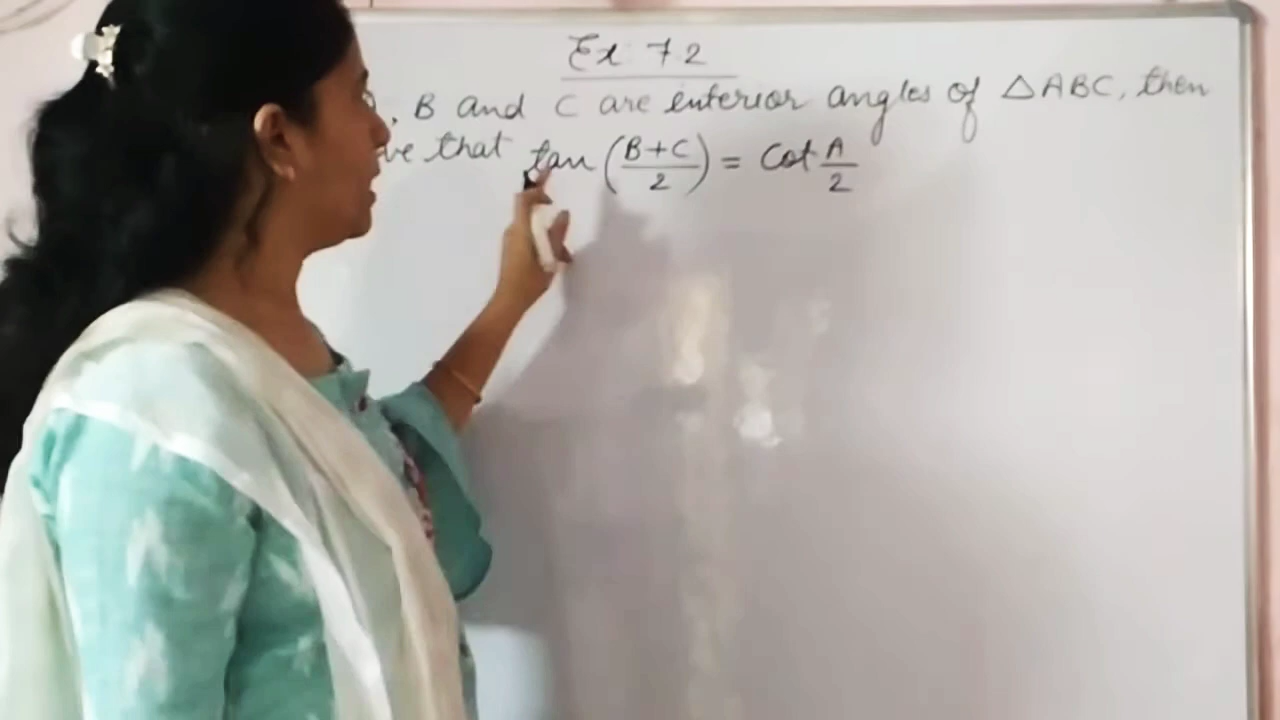 Ex 7.2
, B and C are interior angles of △ABC, then
ve that tan (B+C/2) = Cot A/2